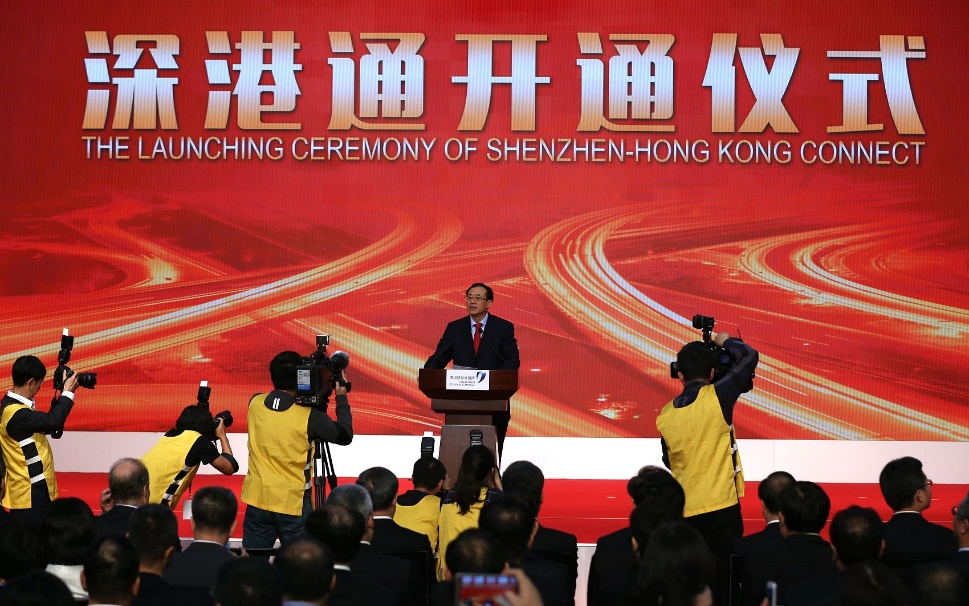 深港通开通仪式
THE LAUNCHING CEREMONY OF SHENZHEN-HONG KONG CONNECT